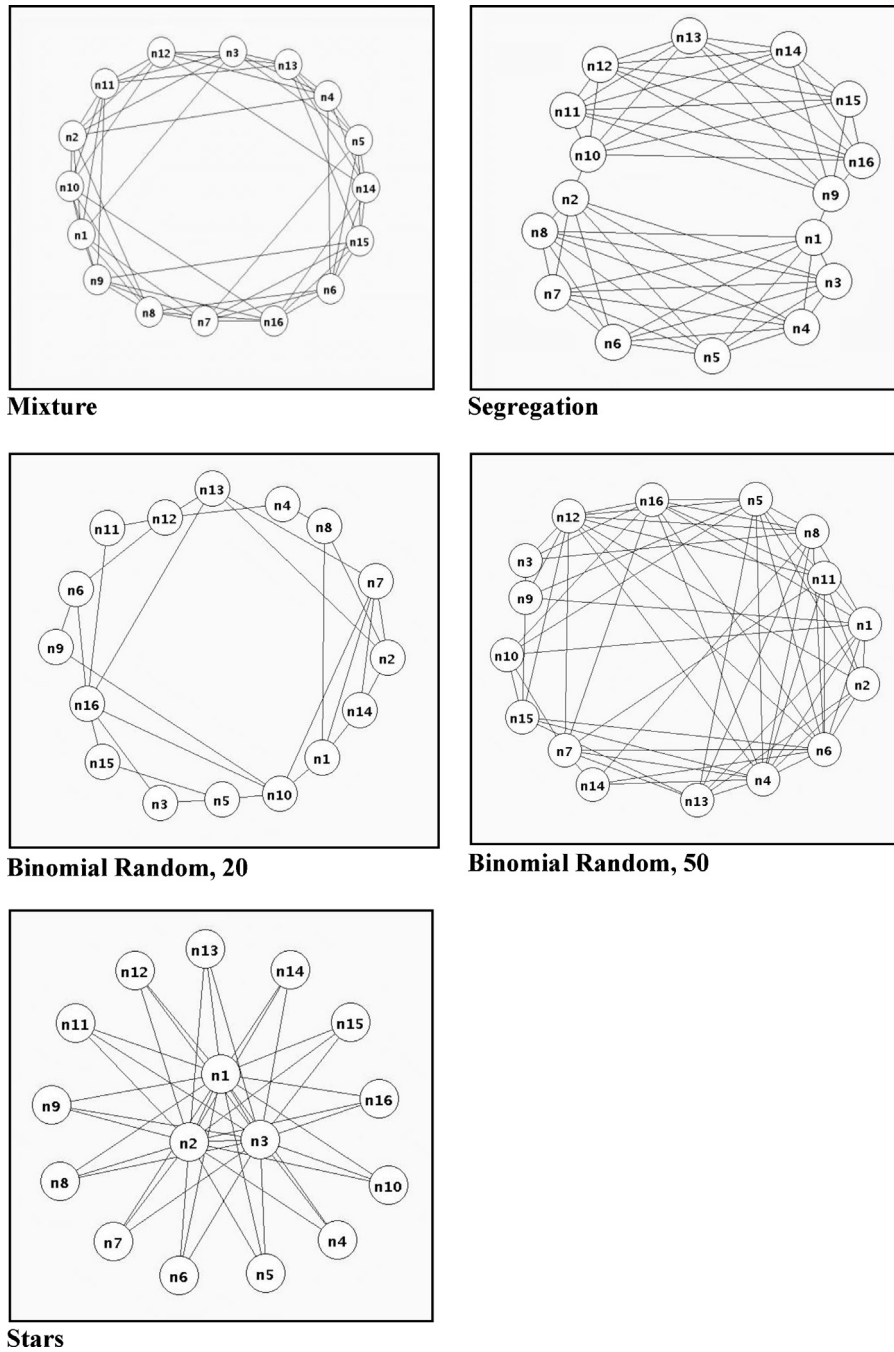 n12 n3 n13
n11 n4
n2 n5
n10 n14
n1 n15
n9 n6
n8 n7 n16
Mixture
n13
n12 n14
n11 n15
n10 n16
n2 n9
n8 n1
n7 n3
n6 n4
n5
Segregation
n13
n11 n12 n4 n8
n6 n7
n9 n2
n16 n14
n15 n1
n3 n5 n10
Binomial Random, 20
n12 n16 n5 n8
n3 n11
n9 n1
n10 n2
n15 n6
n7 n4
n14 n13
Binomial Random, 50
n13
n12 n14
n11 n15
n1
n9 n16
n2 n3
n8 n10
n7 n4
n6 n5
Stars